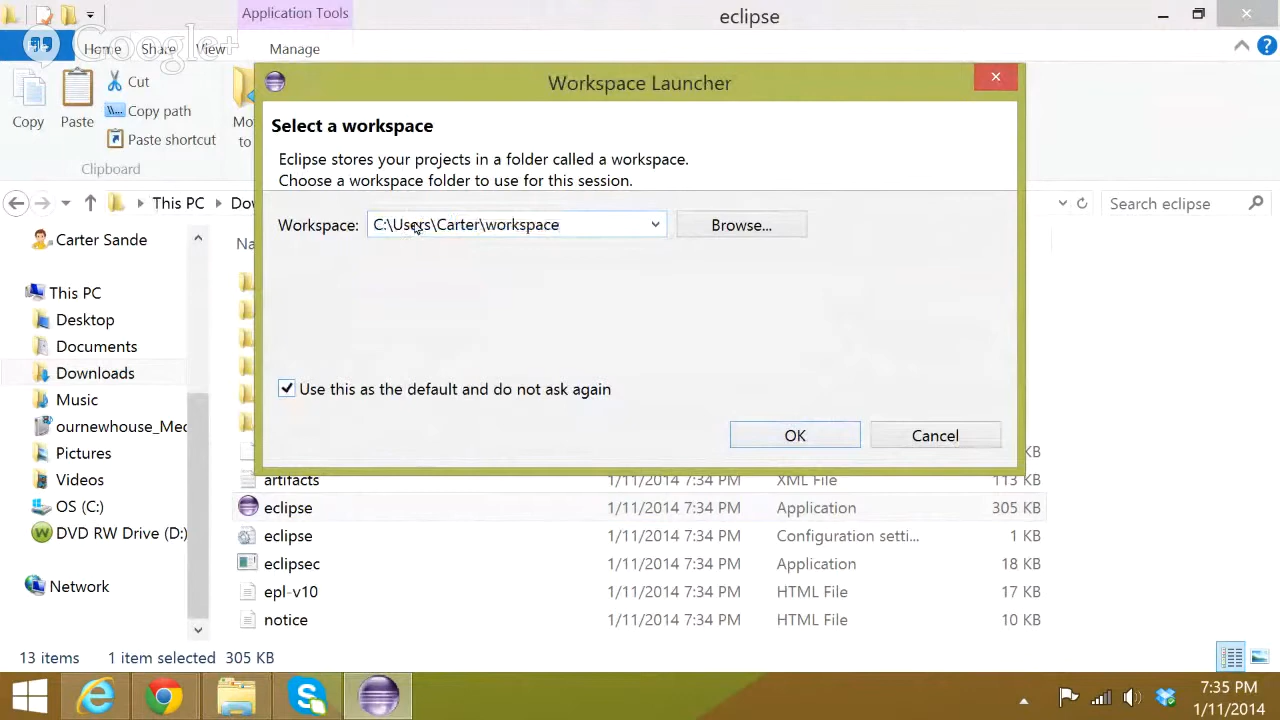 Application Tools
eclipse
Google+
File
Home
Share
View
Manage
Copy
Paste
Cut
Copy path
Paste shortcut
Clipboard
to
Workspace Launcher
Select a workspace
Eclipse stores your projects in a folder called a workspace.
Choose a workspace folder to use for this session.
Workspace:
C:\Users\Carter\workspace
Browse...
Use this as the default and do not ask again
OK
Cancel
This PC
Search eclipse
Carter Sande
This PC
Desktop
Documents
Downloads
Music
Pictures
Videos
OS (C:)
DVD RW Drive (D:)
Network
KB
artifacts 1/11/2014 7:34 PM XML File 113 KB
eclipse 1/11/2014 7:34 PM Application 305 KB
eclipse 1/11/2014 7:34 PM Configuration setti... 1 KB
eclipsec 1/11/2014 7:34 PM Application 18 KB
epl-v10 1/11/2014 7:34 PM HTML File 17 KB
notice 1/11/2014 7:34 PM HTML File 10 KB
13 items 1 item selected 305 KB
7:35 PM
1/11/2014